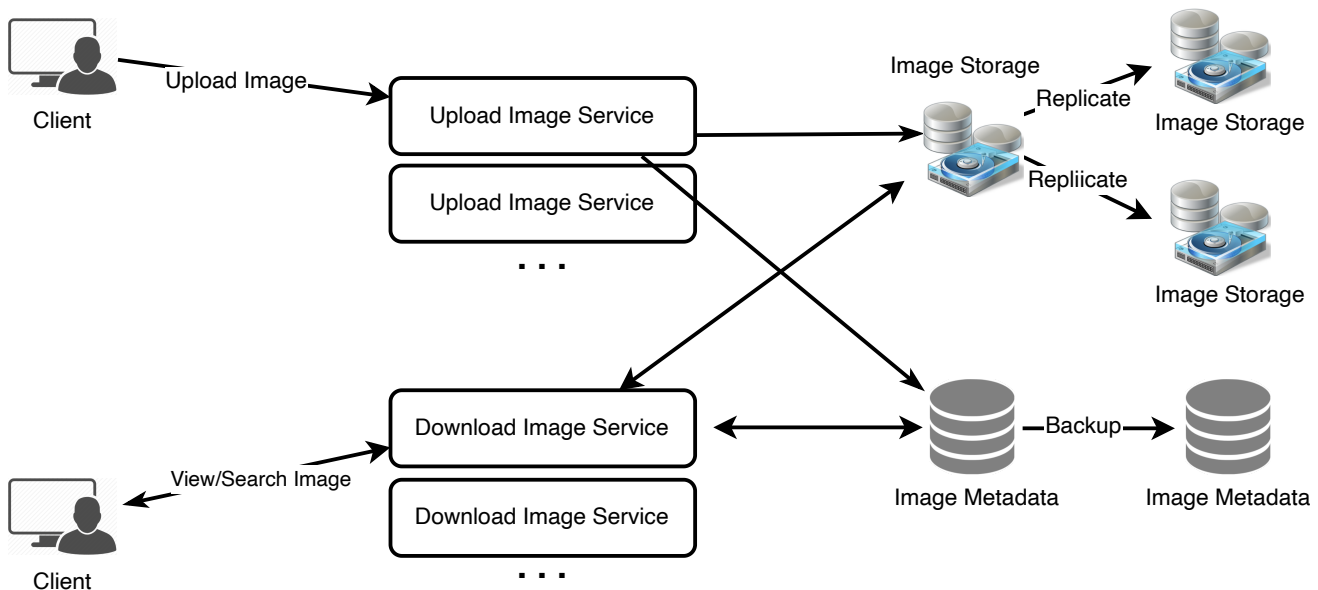 Client
Upload Image
Upload Image Service
Upload Image Service
. . .
Image Storage
Replicate
Image Storage
Repliicate
Image Storage
Client
View/Search Image
Download Image Service
Download Image Service
. . .
Image Metadata
Backup
Image Metadata